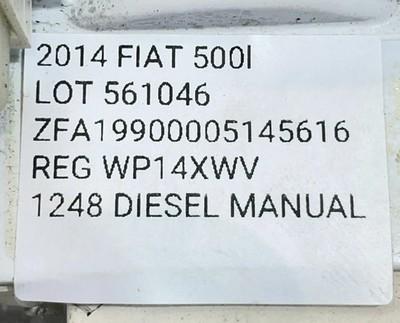 2014 FIAT 500l
LOT 561046
ZFA19900005145616
REG WP14XWV
1248 DIESEL MANUAL